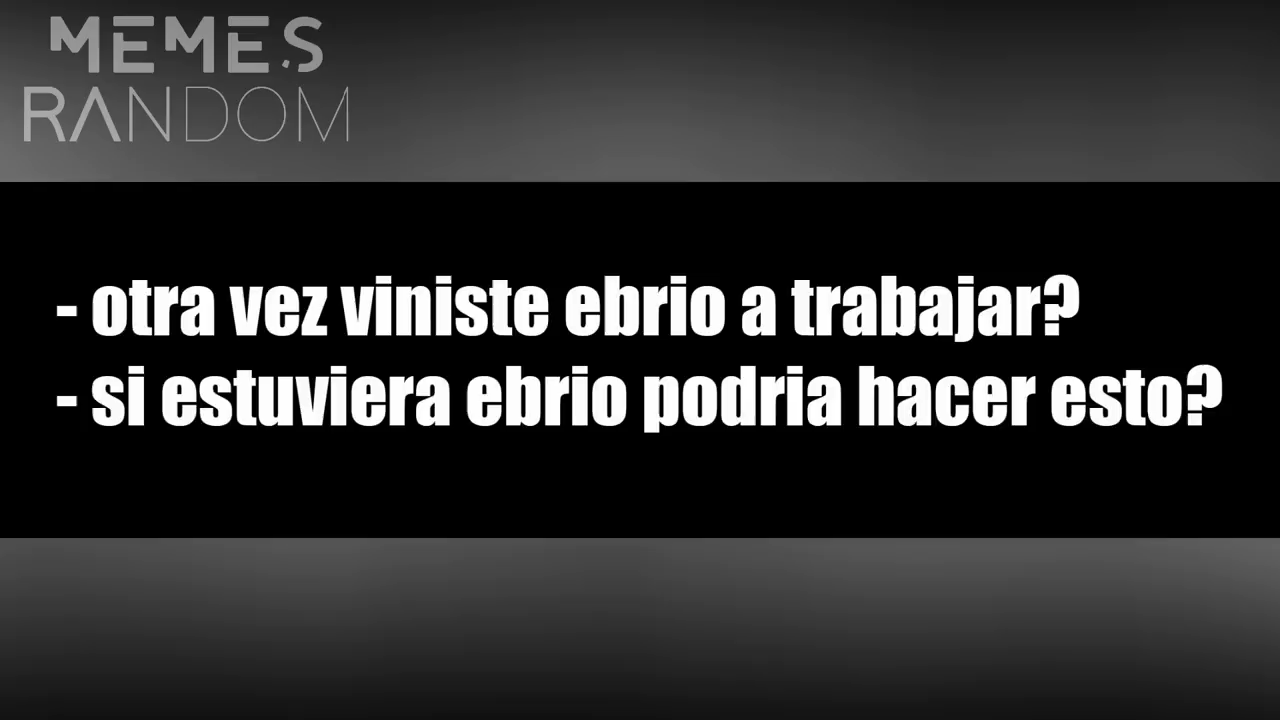 MEMES
RANDOM
- otra vez viniste ebrio a trabajar?
- si estuviera ebrio podria hacer esto?